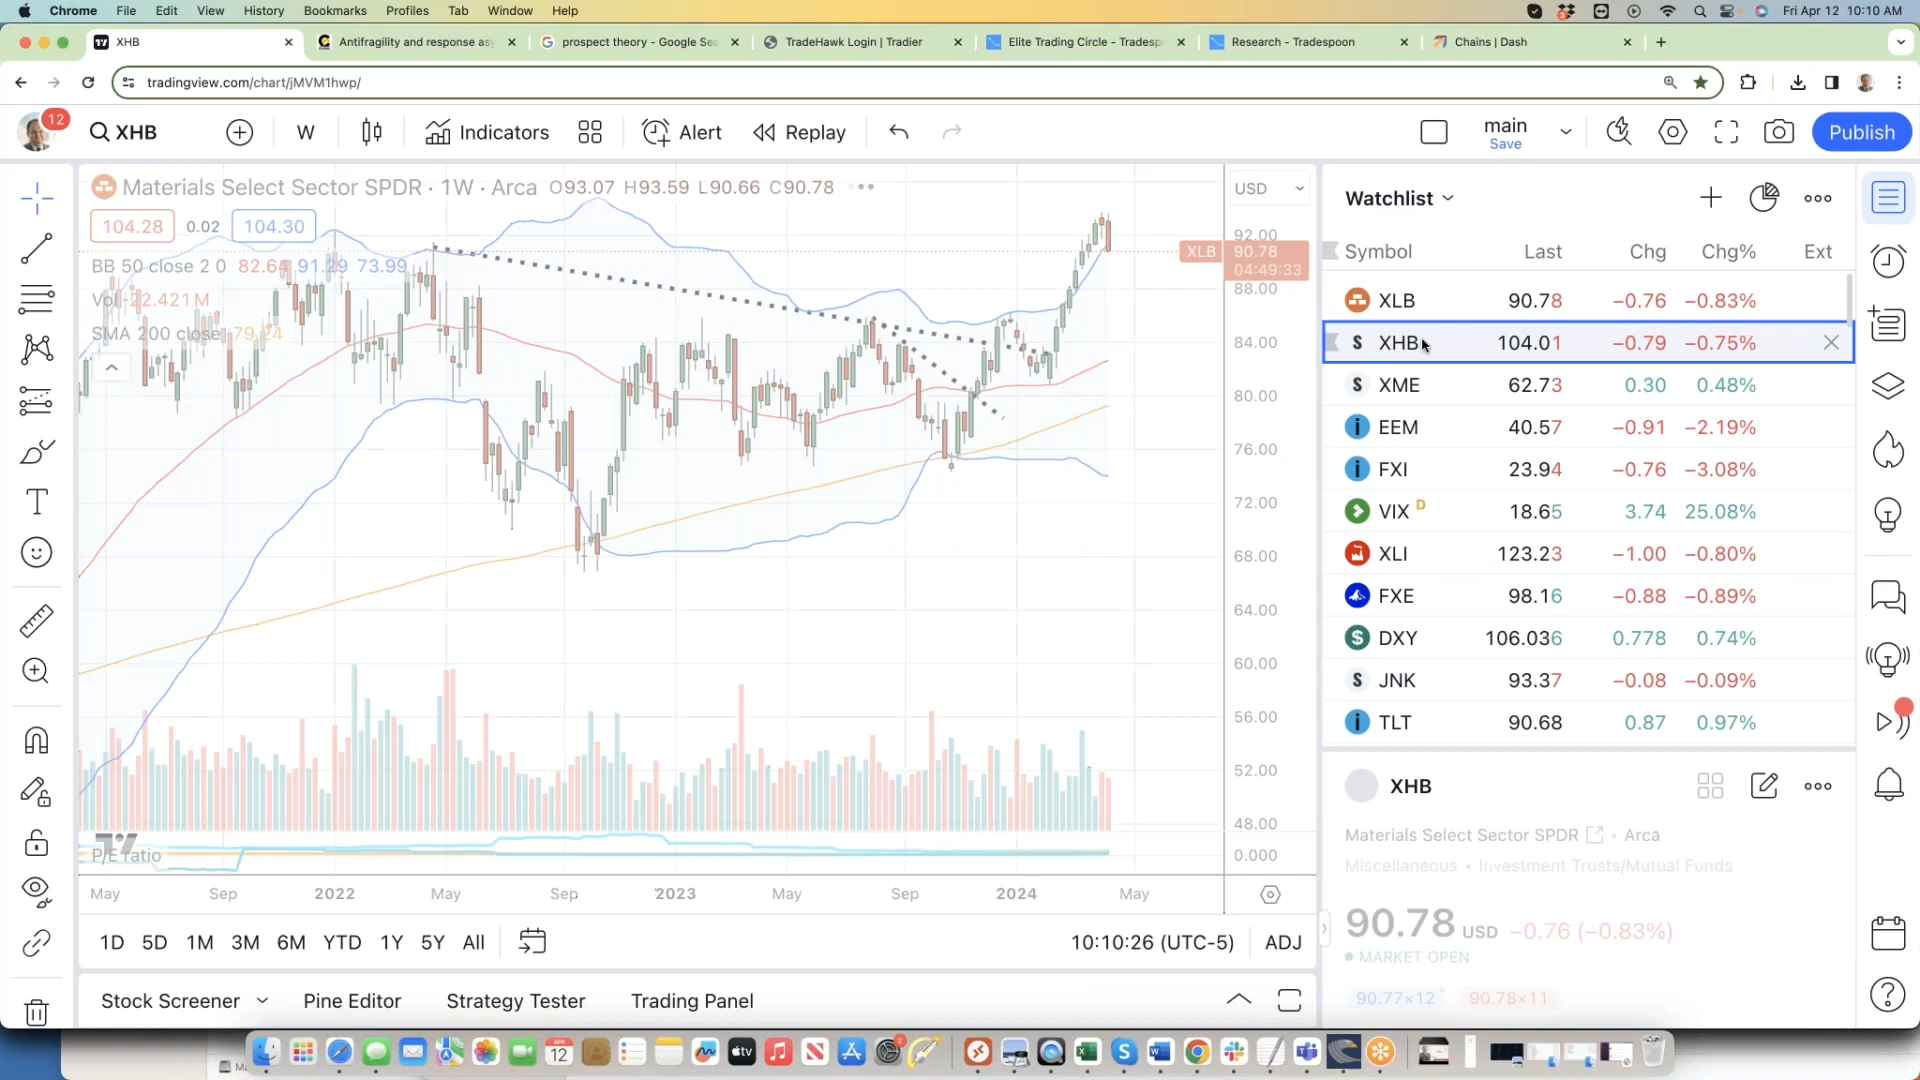 Chrome File Edit View History Bookmarks Profiles Tab Window Help Fri Apr 12 10:10 AM
XHB Antifragility and response as prospect theory - Google Sea TradeHawk Login | Tradier Elite Trading Circle - Tradesp Research - Tradespoon Chains | Dash
tradingview.com/chart/jMVM1hwp/
12 XHB W Indicators Alert Replay main Save Publish
Materials Select Sector SPDR · 1W · Arca O93.07 H93.59 L90.66 C90.78
104.28 0.02 104.30
BB 50 close 2 0 82.64 91.29 73.99
Vol 22.421M
SMA 200 close 79.24
USD
92.00
XLB 90.78
04:49:33
88.00
84.00
80.00
76.00
72.00
68.00
64.00
60.00
56.00
52.00
48.00
0.000
P/E ratio
May Sep 2022 May Sep 2023 May Sep 2024 May
1D 5D 1M 3M 6M YTD 1Y 5Y All 10:10:26 (UTC-5) ADJ
Stock Screener Pine Editor Strategy Tester Trading Panel
Watchlist
Symbol Last Chg Chg% Ext
XLB 90.78 −0.76 −0.83%
S XHB 104.01 −0.79 −0.75%
S XME 62.73 0.30 0.48%
i EEM 40.57 −0.91 −2.19%
i FXI 23.94 −0.76 −3.08%
VIX D 18.65 3.74 25.08%
XLI 123.23 −1.00 −0.80%
FXE 98.16 −0.88 −0.89%
$ DXY 106.036 0.778 0.74%
S JNK 93.37 −0.08 −0.09%
i TLT 90.68 0.87 0.97%
XHB
Materials Select Sector SPDR • Arca
Miscellaneous • Investment Trusts/Mutual Funds
90.78 USD −0.76 (−0.83%)
MARKET OPEN
90.77×12 90.78×11
APR 12
tv